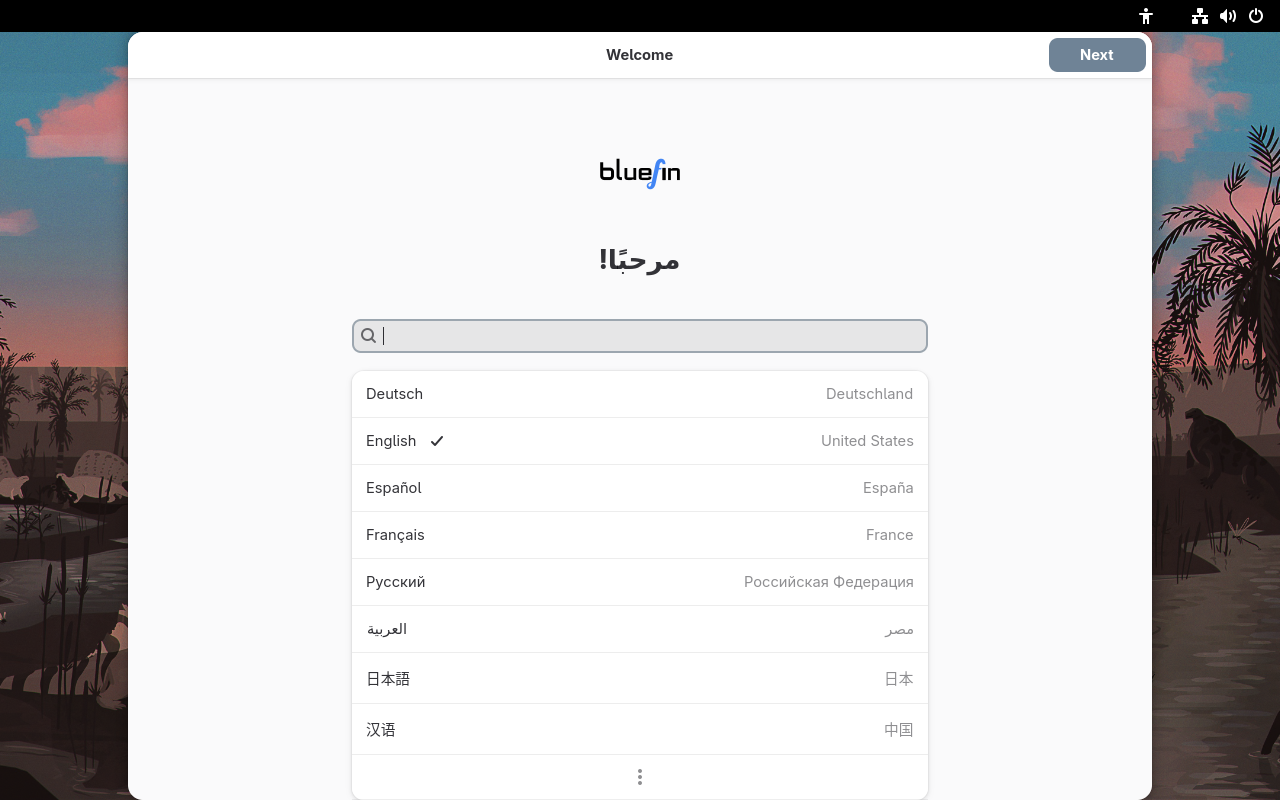 Welcome
Next
bluefin
مرحبًا!
Deutsch Deutschland
English United States
Español España
Français France
Русский Российская Федерация
العربية مصر
日本語 日本
汉语 中国